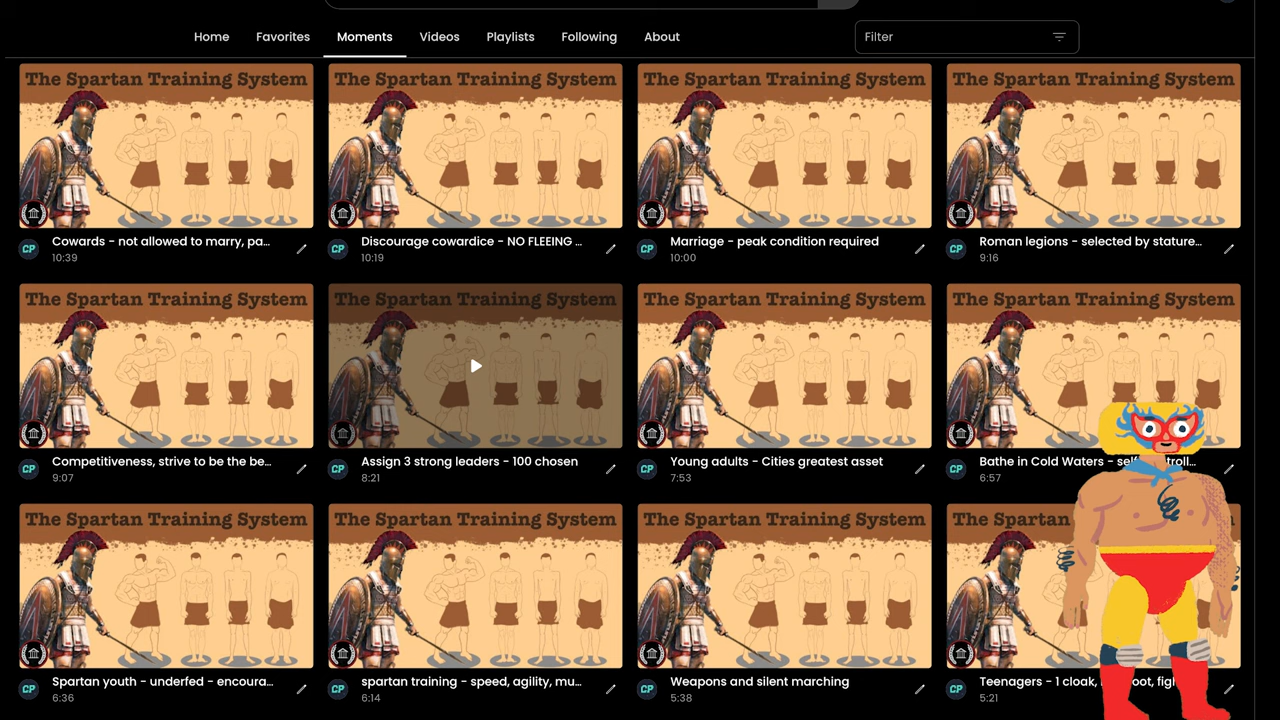 Home Favorites Moments Videos Playlists Following About Filter
The Spartan Training System The Spartan Training System The Spartan Training System The Spartan Training System
CP Cowards - not allowed to marry, pa...
10:39
CP Discourage cowardice - NO FLEEING ...
10:19
CP Marriage - peak condition required
10:00
CP Roman legions - selected by stature...
9:16
The Spartan Training System The Spartan Training System The Spartan Training System The Spartan Training System
CP Competitiveness, strive to be the be...
9:07
CP Assign 3 strong leaders - 100 chosen
8:21
CP Young adults - Cities greatest asset
7:53
CP Bathe in Cold Waters -
6:57
The Spartan Training System The Spartan Training System The Spartan Training System The Spartan
CP Spartan youth - underfed - encoura...
6:36
CP spartan training - speed, agility, mu...
6:14
CP Weapons and silent marching
5:38
CP Teenagers - 1 cloak,
5:21